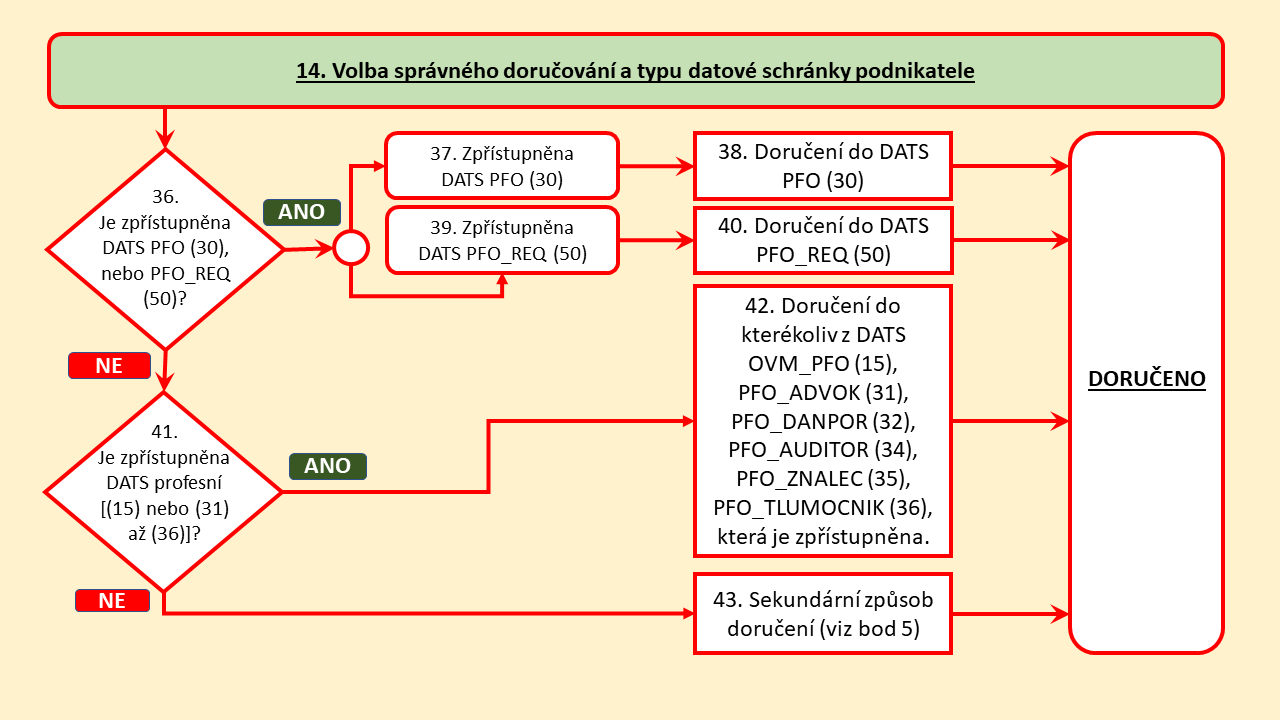 14. Volba správného doručování a typu datové schránky podnikatele
36.
Je zpřístupněna
DATS PFO (30),
nebo PFO_REQ
(50)?
ANO
37. Zpřístupněna
DATS PFO (30)
38. Doručení do DATS
PFO (30)
39. Zpřístupněna
DATS PFO_REQ (50)
40. Doručení do DATS
PFO_REQ (50)
NE
41.
Je zpřístupněna
DATS profesní
[(15) nebo (31)
až (36)]?
ANO
42. Doručení do
kterékoliv z DATS
OVM_PFO (15),
PFO_ADVOK (31),
PFO_DANPOR (32),
PFO_AUDITOR (34),
PFO_ZNALEC (35),
PFO_TLUMOCNIK (36),
která je zpřístupněna.
NE
43. Sekundární způsob
doručení (viz bod 5)
DORUČENO